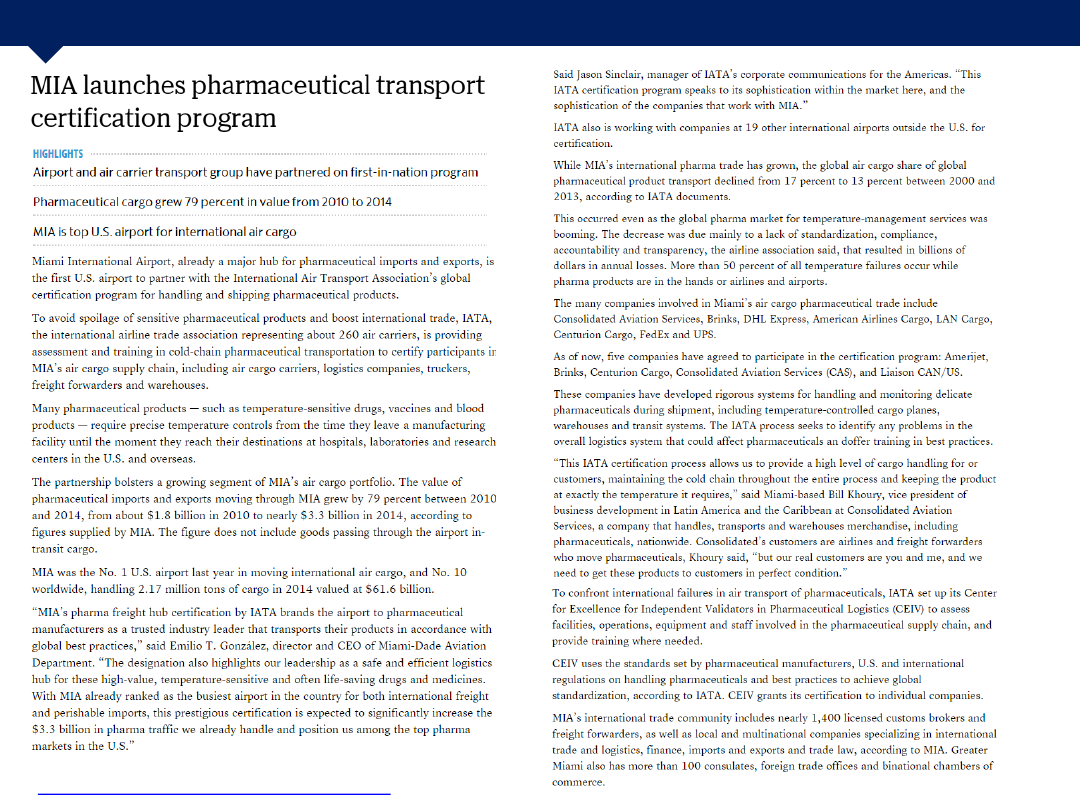 MIA launches pharmaceutical transport
certification program
HIGHLIGHTS
Airport and air carrier transport group have partnered on first-in-nation program
Pharmaceutical cargo grew 79 percent in value from 2010 to 2014
MIA is top U.S. airport for international air cargo
Miami International Airport, already a major hub for pharmaceutical imports and exports, is
the first U.S. airport to partner with the International Air Transport Association's global
certification program for handling and shipping pharmaceutical products.
To avoid spoilage of sensitive pharmaceutical products and boost international trade, IATA,
the international airline trade association representing about 260 air carriers, is providing
assessment and training in cold-chain pharmaceutical transportation to certify participants in
MIA's air cargo supply chain, including air cargo carriers, logistics companies, truckers,
freight forwarders and warehouses.
Many pharmaceutical products — such as temperature-sensitive drugs, vaccines and blood
products — require precise temperature controls from the time they leave a manufacturing
facility until the moment they reach their destinations at hospitals, laboratories and research
centers in the U.S. and overseas.
The partnership bolsters a growing segment of MIA's air cargo portfolio. The value of
pharmaceutical imports and exports moving through MIA grew by 79 percent between 2010
and 2014, from about $1.8 billion in 2010 to nearly $3.3 billion in 2014, according to
figures supplied by MIA. The figure does not include goods passing through the airport in-
transit cargo.
MIA was the No. 1 U.S. airport last year in moving international air cargo, and No. 10
worldwide, handling 2.17 million tons of cargo in 2014 valued at $61.6 billion.
"MIA's pharma freight hub certification by IATA brands the airport to pharmaceutical
manufacturers as a trusted industry leader that transports their products in accordance with
global best practices," said Emilio T. González, director and CEO of Miami-Dade Aviation
Department. "The designation also highlights our leadership as a safe and efficient logistics
hub for these high-value, temperature-sensitive and often life-saving drugs and medicines.
With MIA already ranked as the busiest airport in the country for both international freight
and perishable imports, this prestigious certification is expected to significantly increase the
$3.3 billion in pharma traffic we already handle and position us among the top pharma
markets in the U.S."
Said Jason Sinclair, manager of IATA's corporate communications for the Americas. "This
IATA certification program speaks to its sophistication within the market here, and the
sophistication of the companies that work with MIA."
IATA also is working with companies at 19 other international airports outside the U.S. for
certification.
While MIA's international pharma trade has grown, the global air cargo share of global
pharmaceutical product transport declined from 17 percent to 13 percent between 2000 and
2013, according to IATA documents.
This occurred even as the global pharma market for temperature-management services was
booming. The decrease was due mainly to a lack of standardization, compliance,
accountability and transparency, the airline association said, that resulted in billions of
dollars in annual losses. More than 50 percent of all temperature failures occur while
pharma products are in the hands or airlines and airports.
The many companies involved in Miami's air cargo pharmaceutical trade include
Consolidated Aviation Services, Brinks, DHL Express, American Airlines Cargo, LAN Cargo,
Centurion Cargo, FedEx and UPS.
As of now, five companies have agreed to participate in the certification program: Amerijet,
Brinks, Centurion Cargo, Consolidated Aviation Services (CAS), and Liaison CAN/US.
These companies have developed rigorous systems for handling and monitoring delicate
pharmaceuticals during shipment, including temperature-controlled cargo planes,
warehouses and transit systems. The IATA process seeks to identify any problems in the
overall logistics system that could affect pharmaceuticals an doffer training in best practices.
"This IATA certification process allows us to provide a high level of cargo handling for or
customers, maintaining the cold chain throughout the entire process and keeping the product
at exactly the temperature it requires," said Miami-based Bill Khoury, vice president of
business development in Latin America and the Caribbean at Consolidated Aviation
Services, a company that handles, transports and warehouses merchandise, including
pharmaceuticals, nationwide. Consolidated's customers are airlines and freight forwarders
who move pharmaceuticals, Khoury said, "but our real customers are you and me, and we
need to get these products to customers in perfect condition."
To confront international failures in air transport of pharmaceuticals, IATA set up its Center
for Excellence for Independent Validators in Pharmaceutical Logistics (CEIV) to assess
facilities, operations, equipment and staff involved in the pharmaceutical supply chain, and
provide training where needed.
CEIV uses the standards set by pharmaceutical manufacturers, U.S. and international
regulations on handling pharmaceuticals and best practices to achieve global
standardization, according to IATA. CEIV grants its certification to individual companies.
MIA's international trade community includes nearly 1,400 licensed customs brokers and
freight forwarders, as well as local and multinational companies specializing in international
trade and logistics, finance, imports and exports and trade law, according to MIA. Greater
Miami also has more than 100 consulates, foreign trade offices and binational chambers of
commerce.